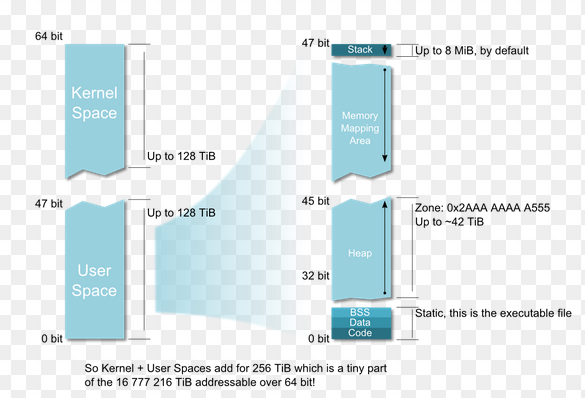 64 bit
Kernel
Space
Up to 128 TiB
47 bit
Up to 128 TiB
User
Space
0 bit
47 bit
Stack
Up to 8 MiB, by default
Memory
Mapping
Area
45 bit
Zone: 0x2AAA AAAA A555
Up to ~42 TiB
Heap
32 bit
BSS
Static, this is the executable file
Data
Code
0 bit
So Kernel + User Spaces add for 256 TiB which is a tiny part
of the 16 777 216 TiB addressable over 64 bit!